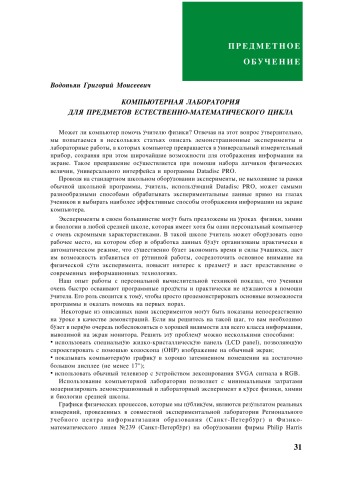 ПРЕДМЕТНОЕ
ОБУЧЕНИЕ
Водопьян Григорий Моисеевич
КОМПЬЮТЕРНАЯ ЛАБОРАТОРИЯ
ДЛЯ ПРЕДМЕТОВ ЕСТЕСТВЕННО-МАТЕМАТИЧЕСКОГО ЦИКЛА
Может ли компьютер помочь учителю физики? Отвечая на этот вопрос утвердительно,
мы попытаемся в нескольких статьях описать демонстрационные эксперименты и
лабораторные работы, в которых компьютер превращается в универсальный измерительный
прибор, сохраняя при этом широчайшие возможности для отображения информации на
экране. Такое превращение осуществляется при помощи набора датчиков физических
величин, универсального интерфейса и программы Datadisc PRO.
Проводя на стандартном школьном оборудовании эксперименты, не выходящие за рамки
обычной школьной программы, учитель, использующий Datadisc PRO, может самыми
разнообразными способами обрабатывать экспериментальные данные прямо на глазах
учеников и выбирать наиболее эффективные способы отображения информации на экране
компьютера.
Эксперименты в своем большинстве могут быть предложены на уроках физики, химии
и биологии в любой средней школе, которая имеет хотя бы один персональный компьютер
с очень скромными характеристиками. В такой школе учитель может оборудовать одно
рабочее место, на котором сбор и обработка данных будут организованы практически в
автоматическом режиме, что существенно будет экономить время и силы учащихся, даст
им возможность избавиться от рутинной работы, сосредоточить основное внимание на
физической сути эксперимента, повысит интерес к предмету и даст представление о
современных информационных технологиях.
Наш опыт работы с персональной вычислительной техникой показал, что ученики
очень быстро осваивают программные продукты и практически не нуждаются в помощи
учителя. Его роль сводится к тому, чтобы просто продемонстрировать основные возможности
программы и оказать помощь на первых порах.
Некоторые из описанных нами экспериментов могут быть показаны непосредственно
на уроке в качестве демонстраций. Если вы решитесь на такой шаг, то вам необходимо
будет в первую очередь побеспокоиться о хорошей видимости для всего класса информации,
выводимой на экран монитора. Решить эту проблему можно несколькими способами:
• использовать специальную жидко-кристаллическую панель (LCD panel), позволяющую
спроектировать с помощью кодоскопа (OHP) изображение на обычный экран;
• показывать компьютерную графику в хорошо затемненном помещении на достаточно
большом дисплее (не менее 17");
• использовать обычный телевизор с устройством декодирования SVGA сигнала в RGB.
Использование компьютерной лаборатории позволяет с минимальными затратами
модернизировать демонстрационный и лабораторный эксперимент в курсе физики, химии
и биологии средней школы.
Графики физических процессов, которые мы публикуем, являются результатом реальных
измерений, проведенных в совместной экспериментальной лаборатории Регионального
учебного центра информатизации образования (Санкт-Петербург) и Физико-
математического лицея №239 (Санкт-Петербург) на оборудовании фирмы Philip Harris
31